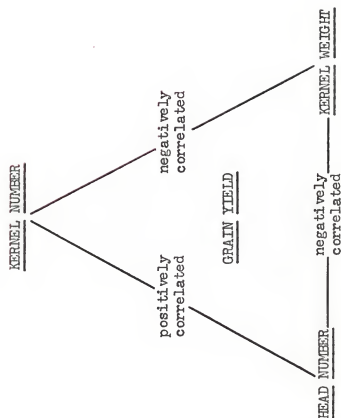 KERNEL NUMBER
positively
correlated
negatively
correlated
GRAIN YIELD
HEAD NUMBER
negatively
correlated
KERNEL WEIGHT